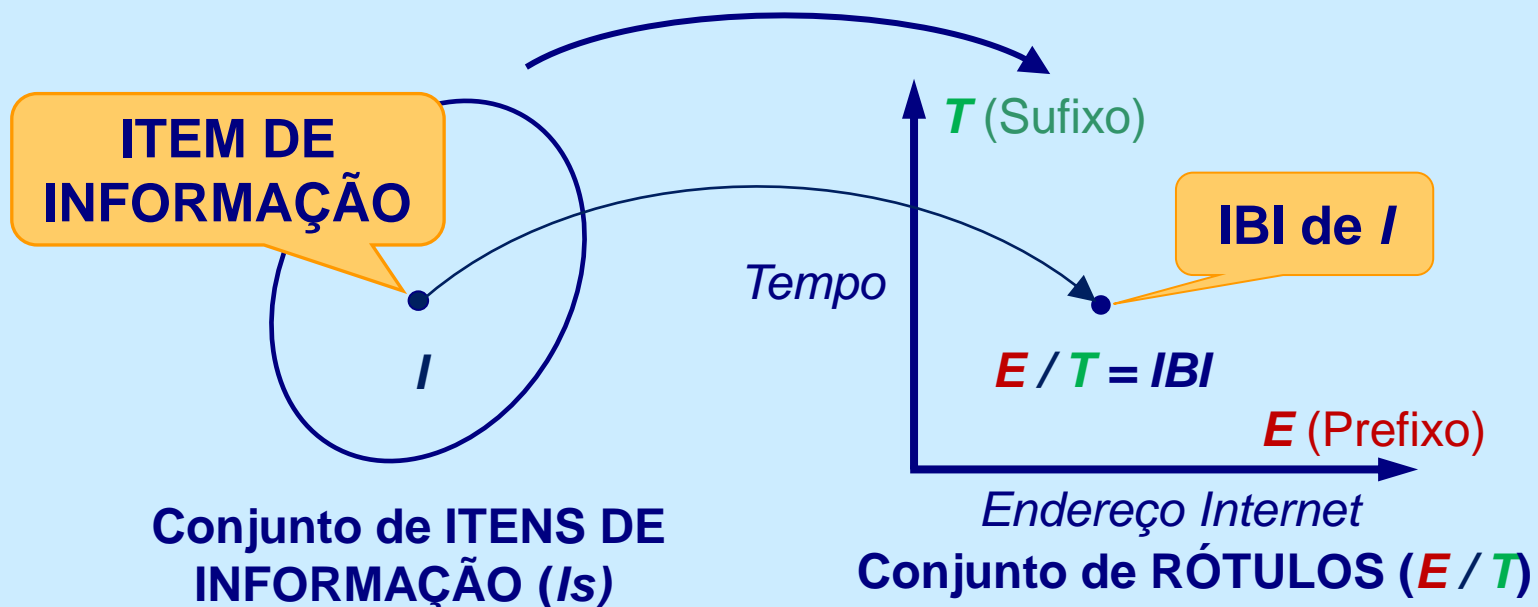 ITEM DE
INFORMAÇÃO
I
Conjunto de ITENS DE
INFORMAÇÃO (Is)
T (Sufixo)
Tempo
IBI de I
E / T = IBI
E (Prefixo)
Endereço Internet
Conjunto de RÓTULOS (E / T)